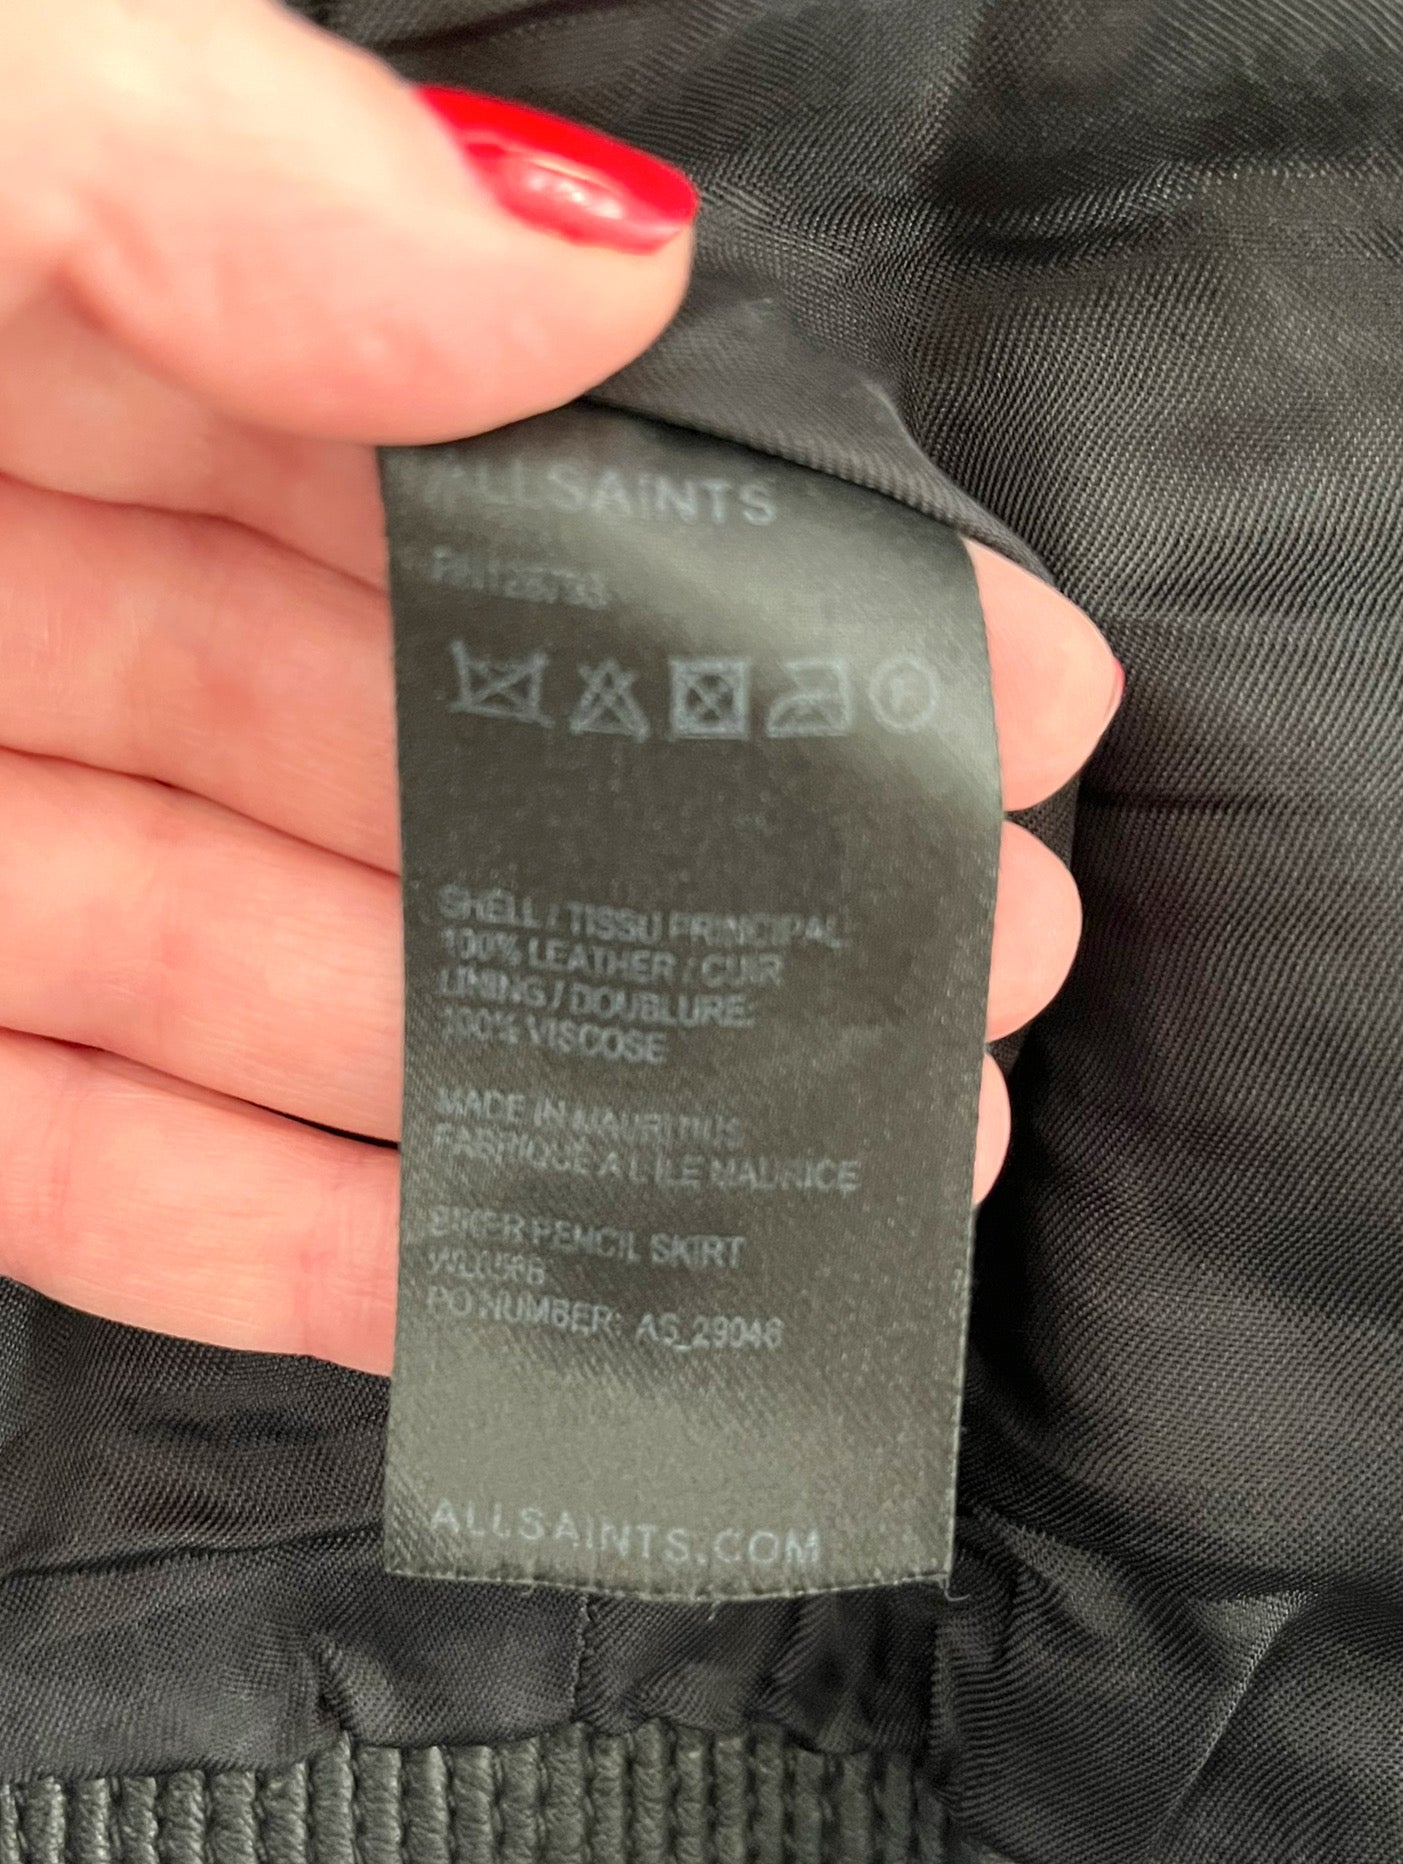 ALLSAINTS
SHELL / TISSU PRINCIPAL:
100% LEATHER / CUIR
LINING / DOUBLURE:
100% VISCOSE
MADE IN MAURITIUS
FABRIQUÉ A L'ILE MAURICE
BIKER PENCIL SKIRT
PO NUMBER: AS_29046
ALLSAINTS.COM